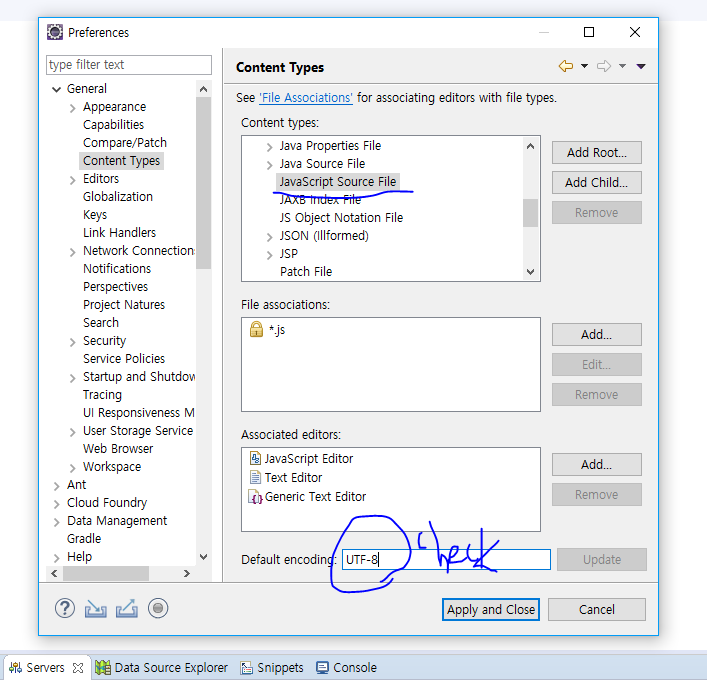 Preferences
type filter text
General
Appearance
Capabilities
Compare/Patch
Content Types
Editors
Globalization
Keys
Link Handlers
Network Connection
Notifications
Perspectives
Project Natures
Search
Security
Service Policies
Startup and Shutdow
Tracing
UI Responsiveness M
User Storage Service
Web Browser
Workspace
Ant
Cloud Foundry
Data Management
Gradle
Help
Content Types
See 'File Associations' for associating editors with file types.
Content types:
Java Properties File
Java Source File
JavaScript Source File
JAXB Index File
JS Object Notation File
JSON (Illformed)
JSP
Patch File
Add Root...
Add Child...
Remove
File associations:
*.js
Add...
Edit...
Remove
Associated editors:
JavaScript Editor
Text Editor
{} Generic Text Editor
Add...
Remove
Default encoding: UTF-8 check
Update
? Apply and Close Cancel
Servers Data Source Explorer Snippets Console